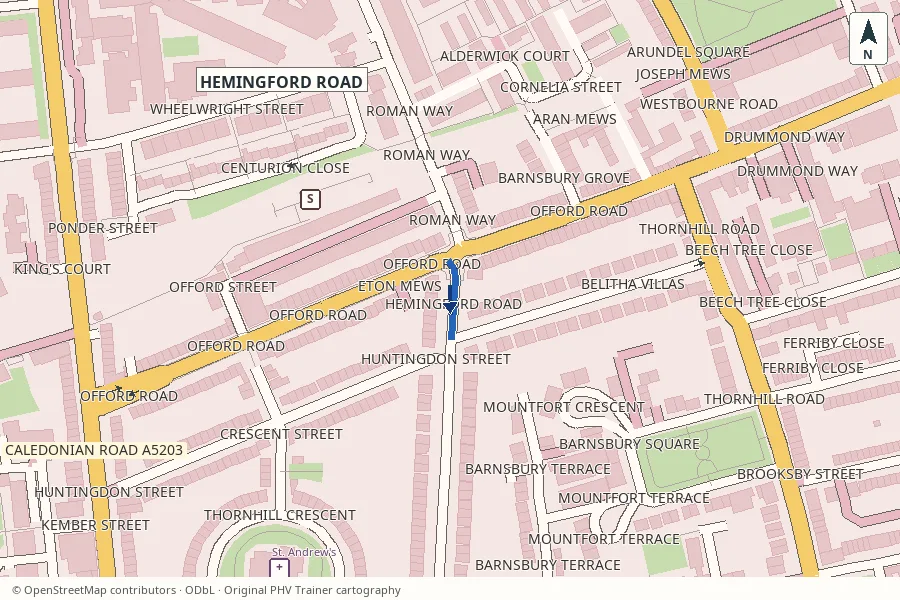 ALDERWICK COURT
ARUNDEL SQUARE
N
JOSEPH MEWS
HEMINGFORD ROAD
CORNELIA STREET
WESTBOURNE ROAD
WHEELWRIGHT STREET
ROMAN WAY
ARAN MEWS
DRUMMOND WAY
ROMAN WAY
CENTURION CLOSE
DRUMMOND WAY
BARNSBURY GROVE
S
OFFORD ROAD
ROMAN WAY
PONDER STREET
THORNHILL ROAD
BEECH TREE CLOSE
OFFORD ROAD
KING'S COURT
OFFORD STREET
ETON MEWS
BELITHA VILLAS
HEMINGFORD ROAD
BEECH TREE CLOSE
OFFORD ROAD
FERRIBY CLOSE
OFFORD ROAD
HUNTINGDON STREET
FERRIBY CLOSE
OFFORD ROAD
THORNHILL ROAD
MOUNTFORT CRESCENT
CRESCENT STREET
BARNSBURY SQUARE
CALEDONIAN ROAD A5203
BARNSBURY TERRACE
BROOKSBY STREET
HUNTINGDON STREET
MOUNTFORT TERRACE
THORNHILL CRESCENT
KEMBER STREET
MOUNTFORT TERRACE
St. Andrew's
BARNSBURY TERRACE
© OpenStreetMap contributors · ODbL · Original PHV Trainer cartography